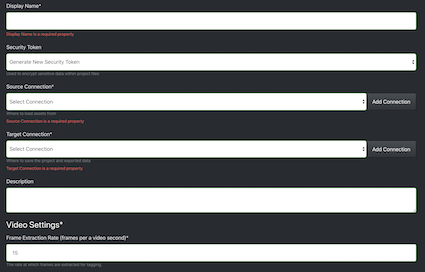 Display Name*
Display Name is a required property
Security Token
Generate New Security Token
Used to encrypt sensitive data within project files
Source Connection*
Select Connection
Add Connection
Where to load assets from
Source Connection is a required property
Target Connection*
Select Connection
Add Connection
Where to save the project and exported data
Target Connection is a required property
Description
Video Settings*
Frame Extraction Rate (frames per a video second)*
15
The rate at which frames are extracted for tagging.